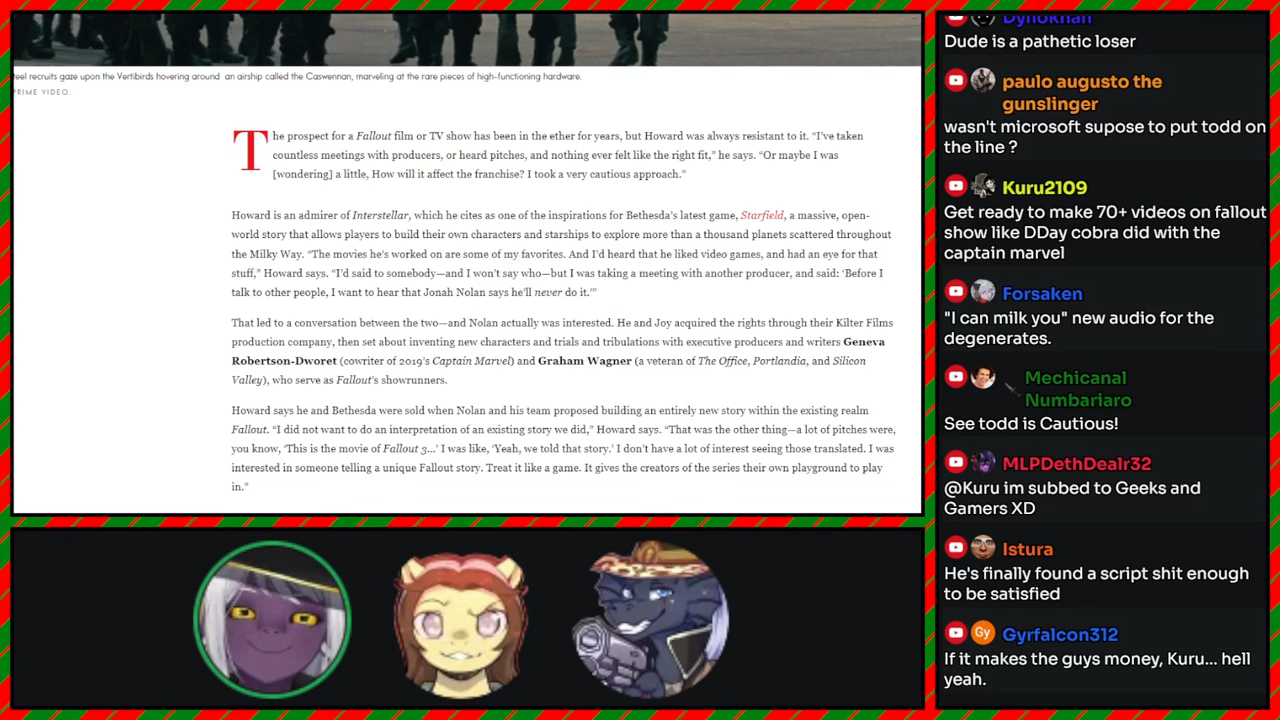 teel recruits gaze upon the Vertibirds hovering around an airship called the Caswennan, marveling at the rare pieces of high-functioning hardware.
PRIME VIDEO.
The prospect for a Fallout film or TV show has been in the ether for years, but Howard was always resistant to it. “I’ve taken
countless meetings with producers, or heard pitches, and nothing ever felt like the right fit,” he says. “Or maybe I was
[wondering] a little, How will it affect the franchise? I took a very cautious approach.”
Howard is an admirer of Interstellar, which he cites as one of the inspirations for Bethesda’s latest game, Starfield, a massive, open-
world story that allows players to build their own characters and starships to explore more than a thousand planets scattered throughout
the Milky Way. “The movies he’s worked on are some of my favorites. And I’d heard that he liked video games, and had an eye for that
stuff,” Howard says. “I’d said to somebody—and I won’t say who—but I was taking a meeting with another producer, and said: ‘Before I
talk to other people, I want to hear that Jonah Nolan says he’ll never do it.’”
That led to a conversation between the two—and Nolan actually was interested. He and Joy acquired the rights through their Kilter Films
production company, then set about inventing new characters and trials and tribulations with executive producers and writers Geneva
Robertson-Dworet (cowriter of 2019’s Captain Marvel) and Graham Wagner (a veteran of The Office, Portlandia, and Silicon
Valley), who serve as Fallout’s showrunners.
Howard says he and Bethesda were sold when Nolan and his team proposed building an entirely new story within the existing realm
Fallout. “I did not want to do an interpretation of an existing story we did,” Howard says. “That was the other thing—a lot of pitches were,
you know, ‘This is the movie of Fallout 3…’ I was like, ‘Yeah, we told that story.’ I don’t have a lot of interest seeing those translated. I was
interested in someone telling a unique Fallout story. Treat it like a game. It gives the creators of the series their own playground to play
in.”
Dynokhan
Dude is a pathetic loser
paulo augusto the
gunslinger
wasn't microsoft supose to put todd on
the line ?
Kuru2109
Get ready to make 70+ videos on fallout
show like DDay cobra did with the
captain marvel
Forsaken
"I can milk you" new audio for the
degenerates.
Mechicanal
Numbariaro
See todd is Cautious!
MLPDethDealr32
@Kuru im subbed to Geeks and
Gamers XD
Istura
He's finally found a script shit enough
to be satisfied
Gy
Gyrfalcon312
If it makes the guys money, Kuru... hell
yeah.